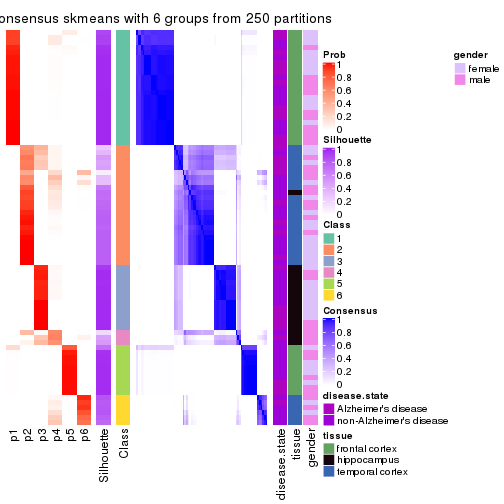 onsensus skmeans with 6 groups from 250 partitions
Prob
1
0.8
0.6
0.4
0.2
0
Silhouette
1
0.8
0.6
0.4
0.2
0
Class
1
2
3
4
5
6
Consensus
1
0.8
0.6
0.4
0.2
0
disease.state
Alzheimer's disease
non-Alzheimer's disease
tissue
frontal cortex
hippocampus
temporal cortex
gender
female
male
p1
p2
p3
p4
p5
p6
Silhouette
Class
disease.state
tissue
gender